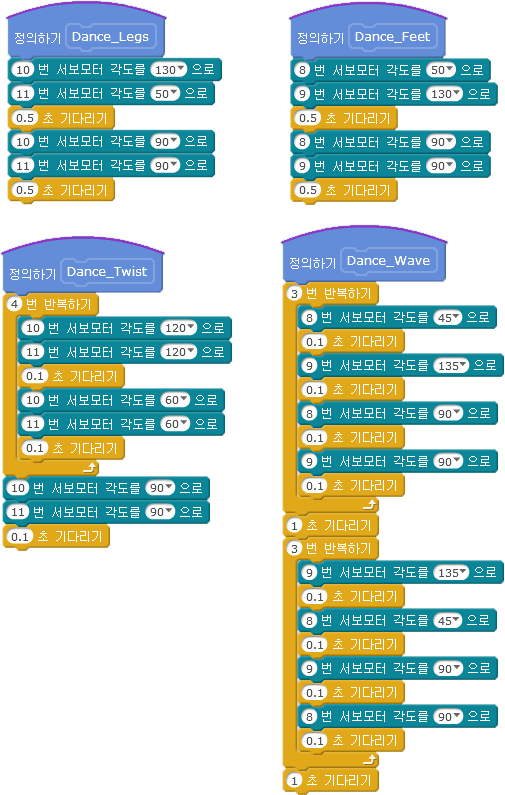 정의하기 Dance_Legs
10 번 서보모터 각도를 130 으로
11 번 서보모터 각도를 50 으로
0.5 초 기다리기
10 번 서보모터 각도를 90 으로
11 번 서보모터 각도를 90 으로
0.5 초 기다리기
정의하기 Dance_Feet
8 번 서보모터 각도를 50 으로
9 번 서보모터 각도를 130 으로
0.5 초 기다리기
8 번 서보모터 각도를 90 으로
9 번 서보모터 각도를 90 으로
0.5 초 기다리기
정의하기 Dance_Twist
4 번 반복하기
10 번 서보모터 각도를 120 으로
11 번 서보모터 각도를 120 으로
0.1 초 기다리기
10 번 서보모터 각도를 60 으로
11 번 서보모터 각도를 60 으로
0.1 초 기다리기
10 번 서보모터 각도를 90 으로
11 번 서보모터 각도를 90 으로
0.1 초 기다리기
정의하기 Dance_Wave
3 번 반복하기
8 번 서보모터 각도를 45 으로
0.1 초 기다리기
9 번 서보모터 각도를 135 으로
0.1 초 기다리기
8 번 서보모터 각도를 90 으로
0.1 초 기다리기
9 번 서보모터 각도를 90 으로
0.1 초 기다리기
1 초 기다리기
3 번 반복하기
9 번 서보모터 각도를 135 으로
0.1 초 기다리기
8 번 서보모터 각도를 45 으로
0.1 초 기다리기
9 번 서보모터 각도를 90 으로
0.1 초 기다리기
8 번 서보모터 각도를 90 으로
0.1 초 기다리기
1 초 기다리기